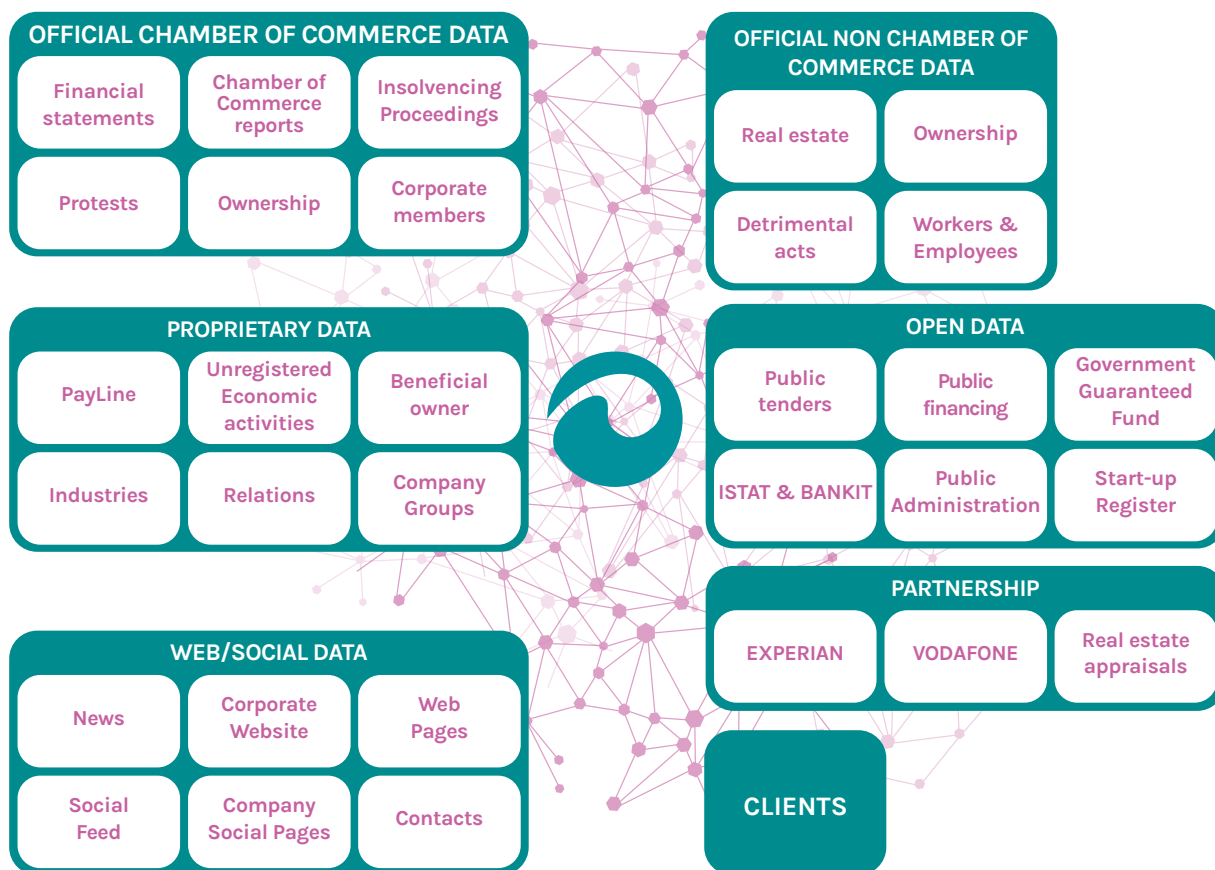 OFFICIAL CHAMBER OF COMMERCE DATA
Financial
statements
Chamber of
Commerce
reports
Insolvencing
Proceedings
Protests
Ownership
Corporate
members
OFFICIAL NON CHAMBER OF
COMMERCE DATA
Real estate
Ownership
Detrimental
acts
Workers &
Employees
PROPRIETARY DATA
PayLine
Unregistered
Economic
activities
Beneficial
owner
Industries
Relations
Company
Groups
OPEN DATA
Public
tenders
Public
financing
Government
Guaranteed
Fund
ISTAT & BANKIT
Public
Administration
Start-up
Register
PARTNERSHIP
EXPERIAN
VODAFONE
Real estate
appraisals
WEB/SOCIAL DATA
News
Corporate
Website
Web
Pages
Social
Feed
Company
Social Pages
Contacts
CLIENTS